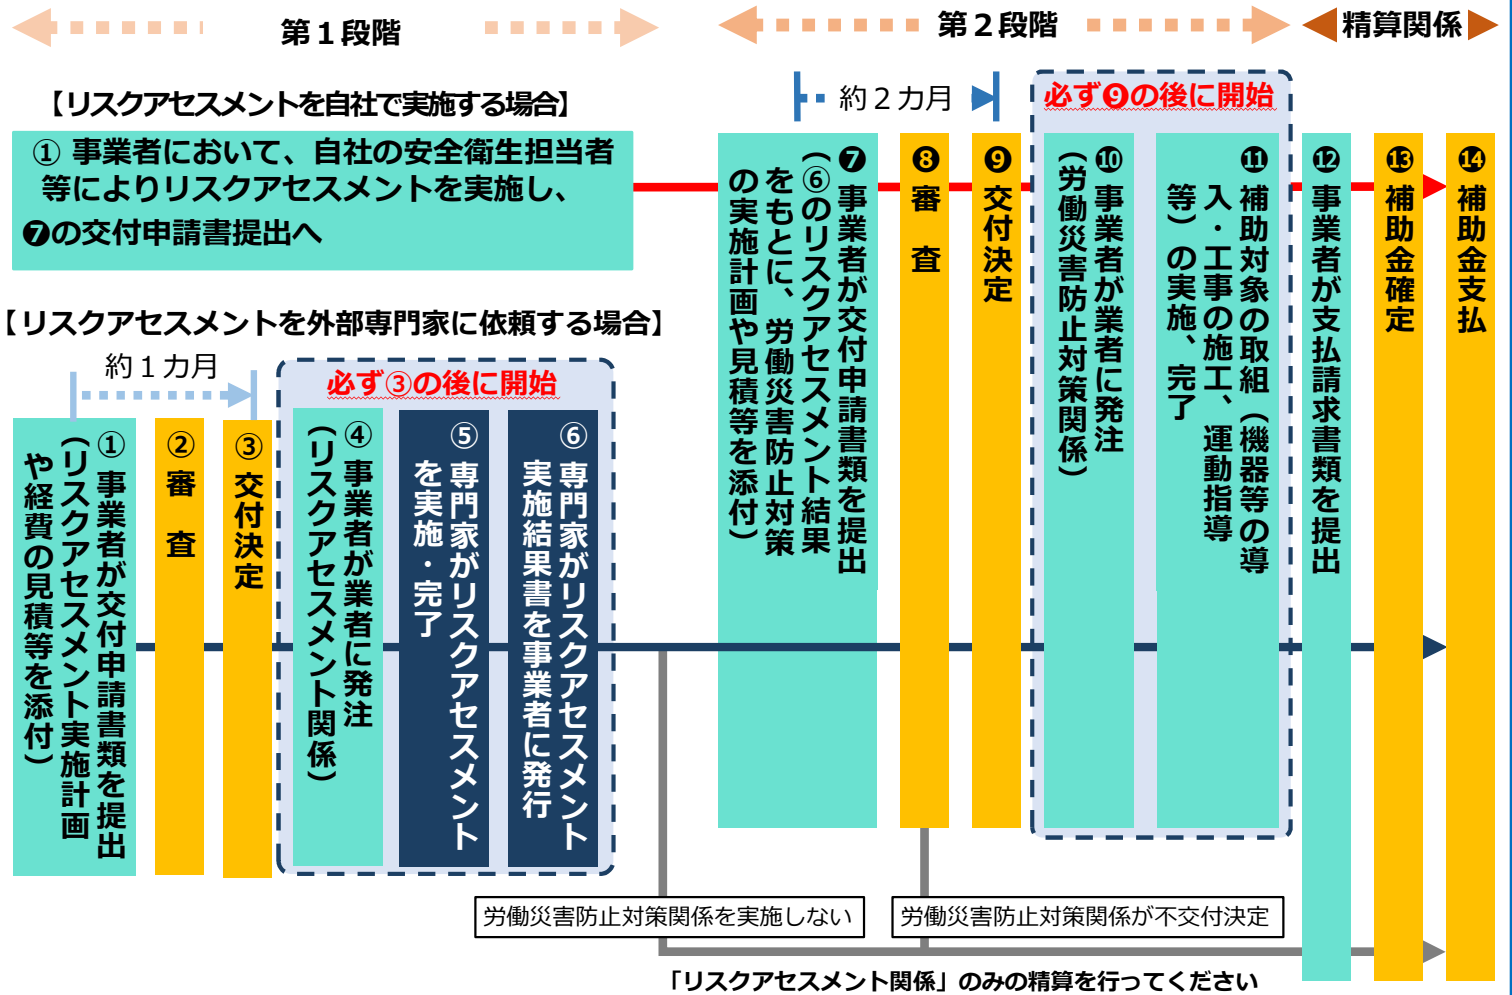 第１段階
第２段階
精算関係
【リスクアセスメントを自社で実施する場合】
① 事業者において、自社の安全衛生担当者
等によりリスクアセスメントを実施し、
❼の交付申請書提出へ
【リスクアセスメントを外部専門家に依頼する場合】
約１カ月
①事業者が交付申請書類を提出
（リスクアセスメント実施計画
や経費の見積等を添付）
②審　査
③交付決定
必ず③の後に開始
④事業者が業者に発注
（リスクアセスメント関係）
⑤専門家がリスクアセスメント
を実施・完了
⑥専門家がリスクアセスメント
実施結果書を事業者に発行
約２カ月
❼事業者が交付申請書類を提出
（⑥のリスクアセスメント結果
をもとに、労働災害防止対策
の実施計画や見積等を添付）
❽審　査
❾交付決定
必ず❾の後に開始
❿事業者が業者に発注
（労働災害防止対策関係）
⓫補助対象の取組（機器等の導
入・工事の施工、運動指導
等）の実施、完了
⓬事業者が支払請求書類を提出
⓭補助金確定
⓮補助金支払
労働災害防止対策関係を実施しない
労働災害防止対策関係が不交付決定
「リスクアセスメント関係」のみの精算を行ってください